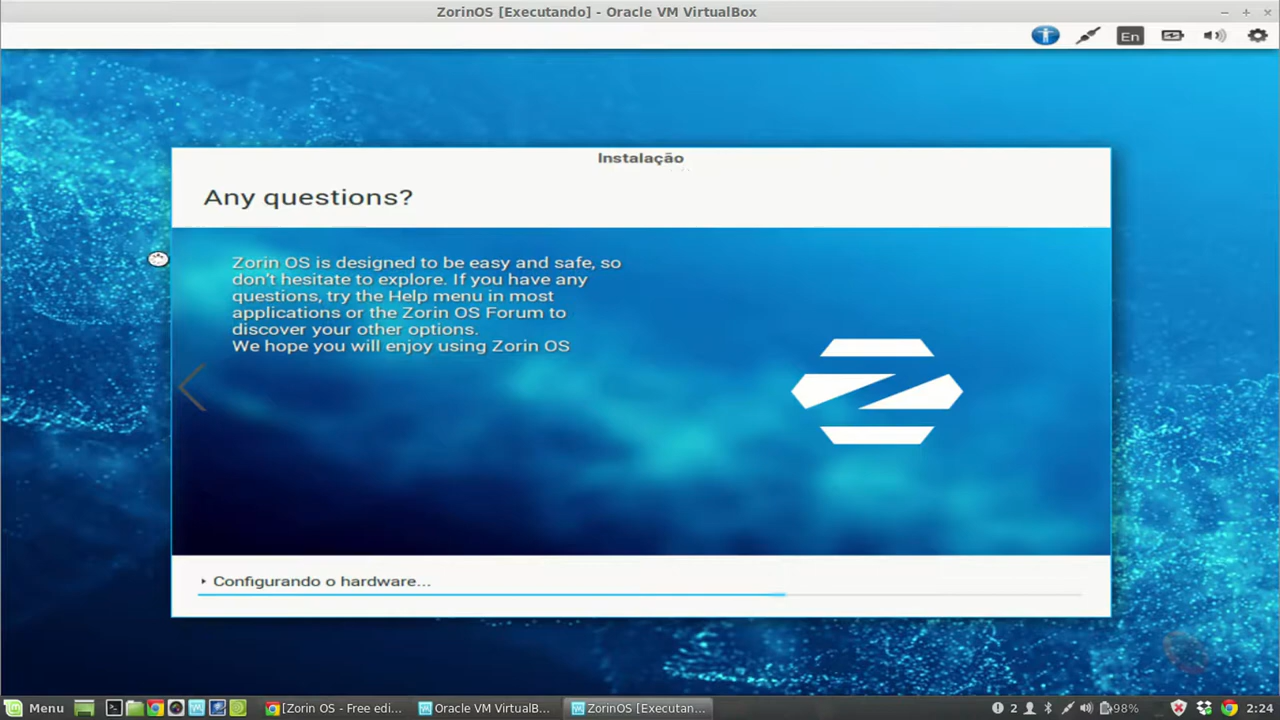 ZorinOS [Executando] - Oracle VM VirtualBox
En
Instalação
Any questions?
Zorin OS is designed to be easy and safe, so
don't hesitate to explore. If you have any
questions, try the Help menu in most
applications or the Zorin OS Forum to
discover your other options.
We hope you will enjoy using Zorin OS
Configurando o hardware...
Menu
[Zorin OS - Free edi...
Oracle VM VirtualB...
ZorinOS [Executan...
2
98%
2:24